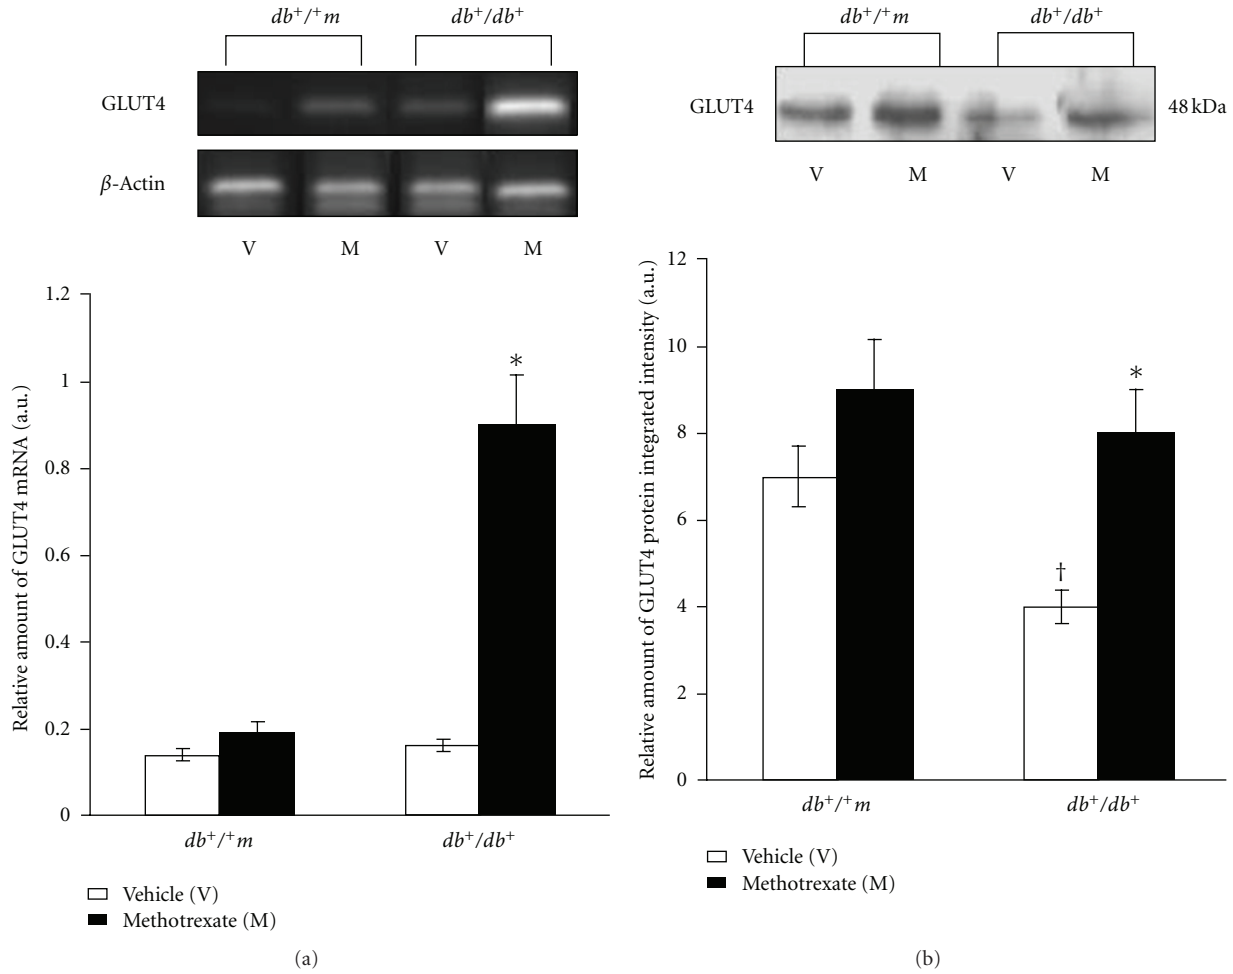 db⁺/⁺m db⁺/db⁺
GLUT4
β-Actin
V M V M
Relative amount of GLUT4 mRNA (a.u.)
1.2
1
0.8
0.6
0.4
0.2
0
*
db⁺/⁺m db⁺/db⁺
Vehicle (V)
Methotrexate (M)
(a)
db⁺/⁺m db⁺/db⁺
GLUT4 48 kDa
V M V M
Relative amount of GLUT4 protein integrated intensity (a.u.)
12
10
8
6
4
2
0
*
†
db⁺/⁺m db⁺/db⁺
Vehicle (V)
Methotrexate (M)
(b)